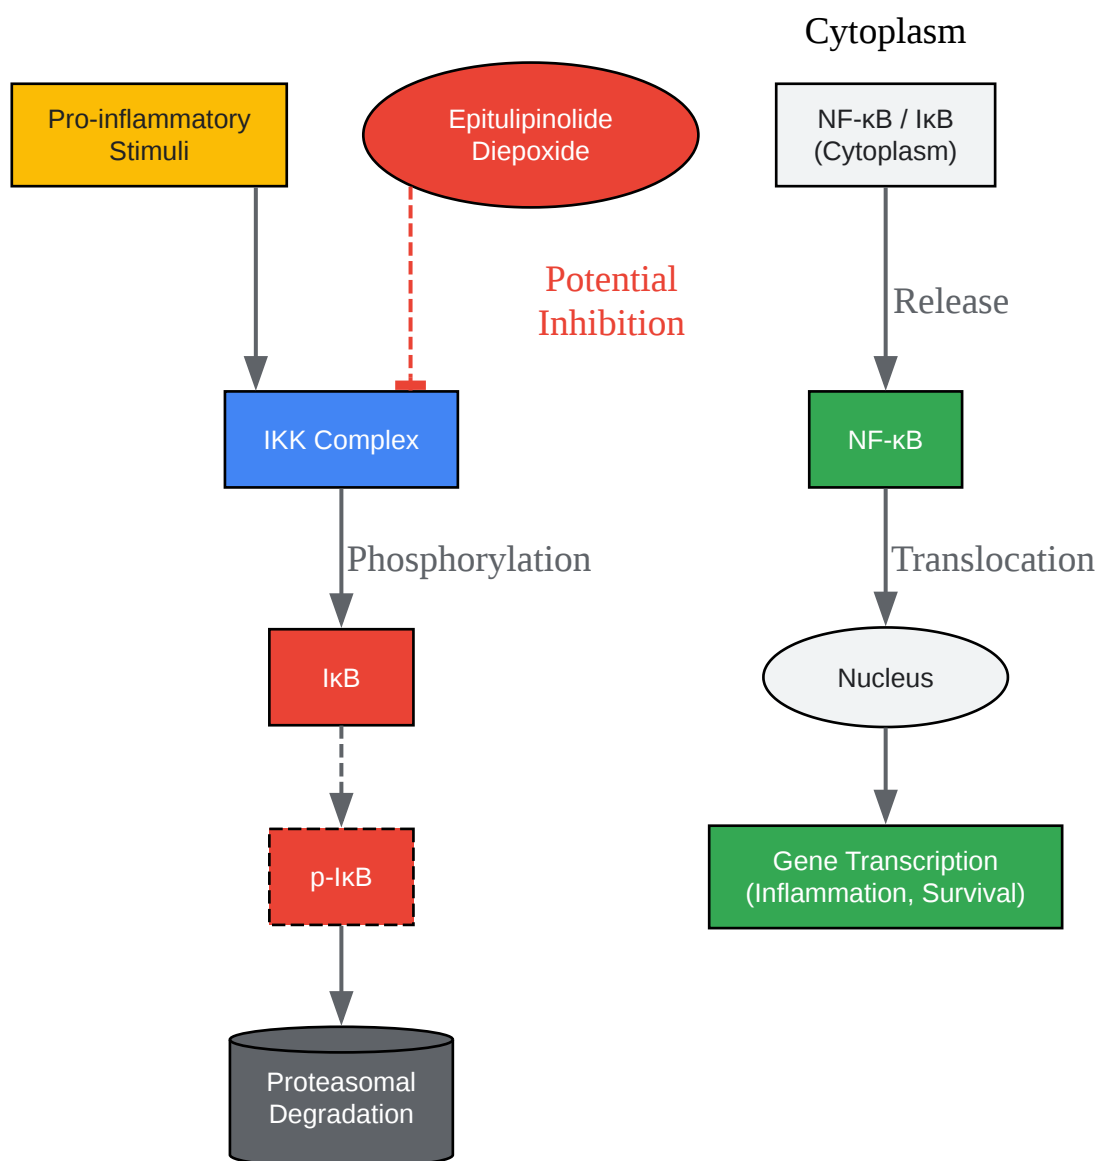 Cytoplasm
Pro-inflammatory
Stimuli
Epitulipinolide
Diepoxide
NF-κB / IκB
(Cytoplasm)
Potential
Inhibition
Release
IKK Complex
NF-κB
Phosphorylation
Translocation
IκB
Nucleus
p-IκB
Gene Transcription
(Inflammation, Survival)
Proteasomal
Degradation